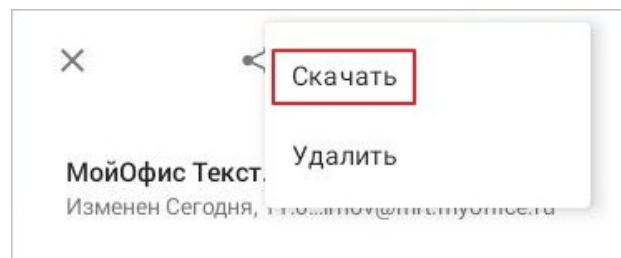 Скачать
Удалить
МойОфис Текст.
Изменен Сегодня,